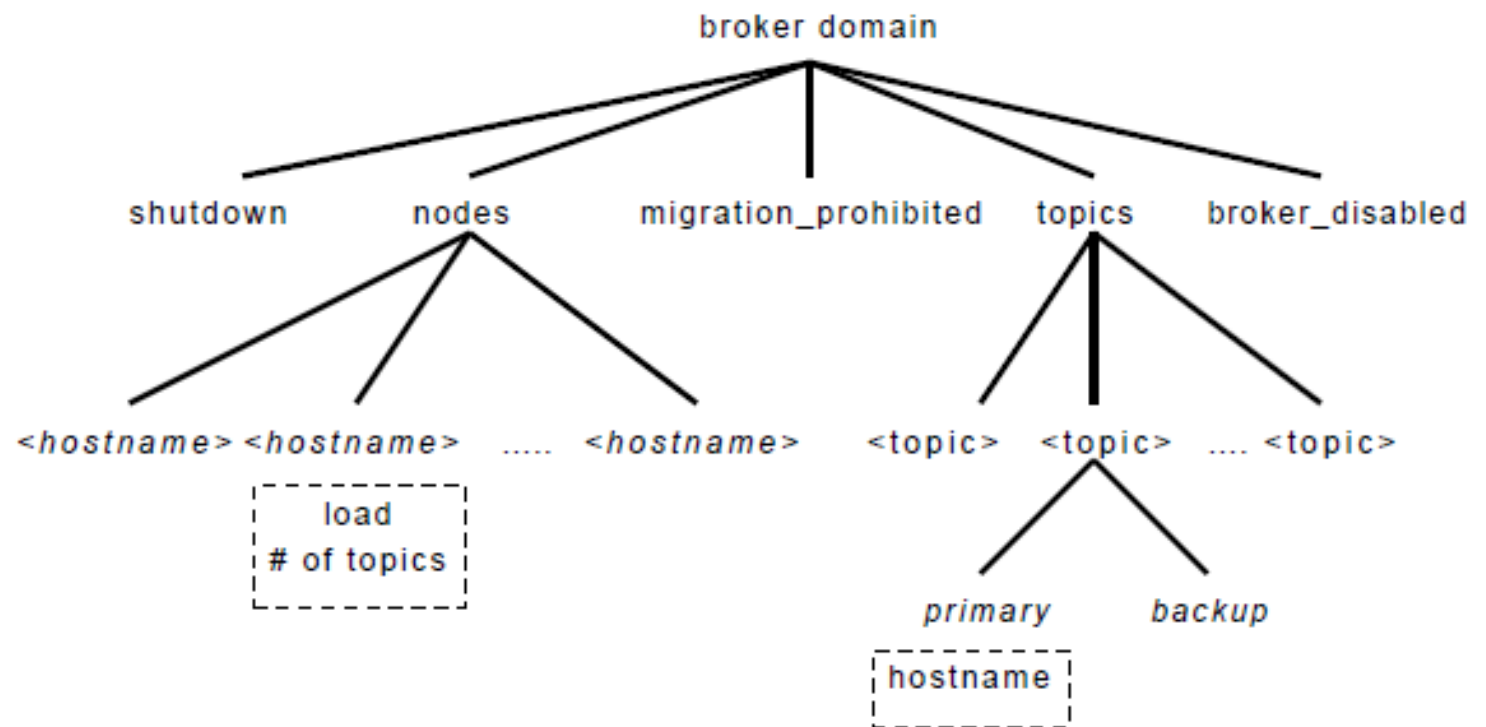 broker domain
shutdown nodes migration_prohibited topics broker_disabled
<hostname> <hostname> ..... <hostname> <topic> <topic> .... <topic>
load
# of topics
primary backup
hostname